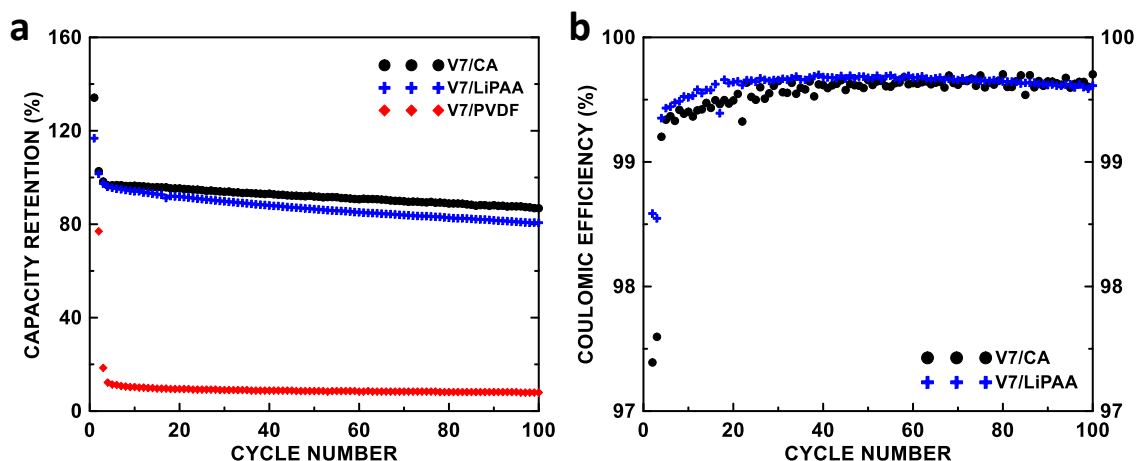 a
CAPACITY RETENTION (%)
160
120
80
40
0
V7/CA
V7/LiPAA
V7/PVDF
0 20 40 60 80 100
CYCLE NUMBER
b
COULOMIC EFFICIENCY (%)
100
99
98
97
100
99
98
97
V7/CA
V7/LiPAA
0 20 40 60 80 100
CYCLE NUMBER